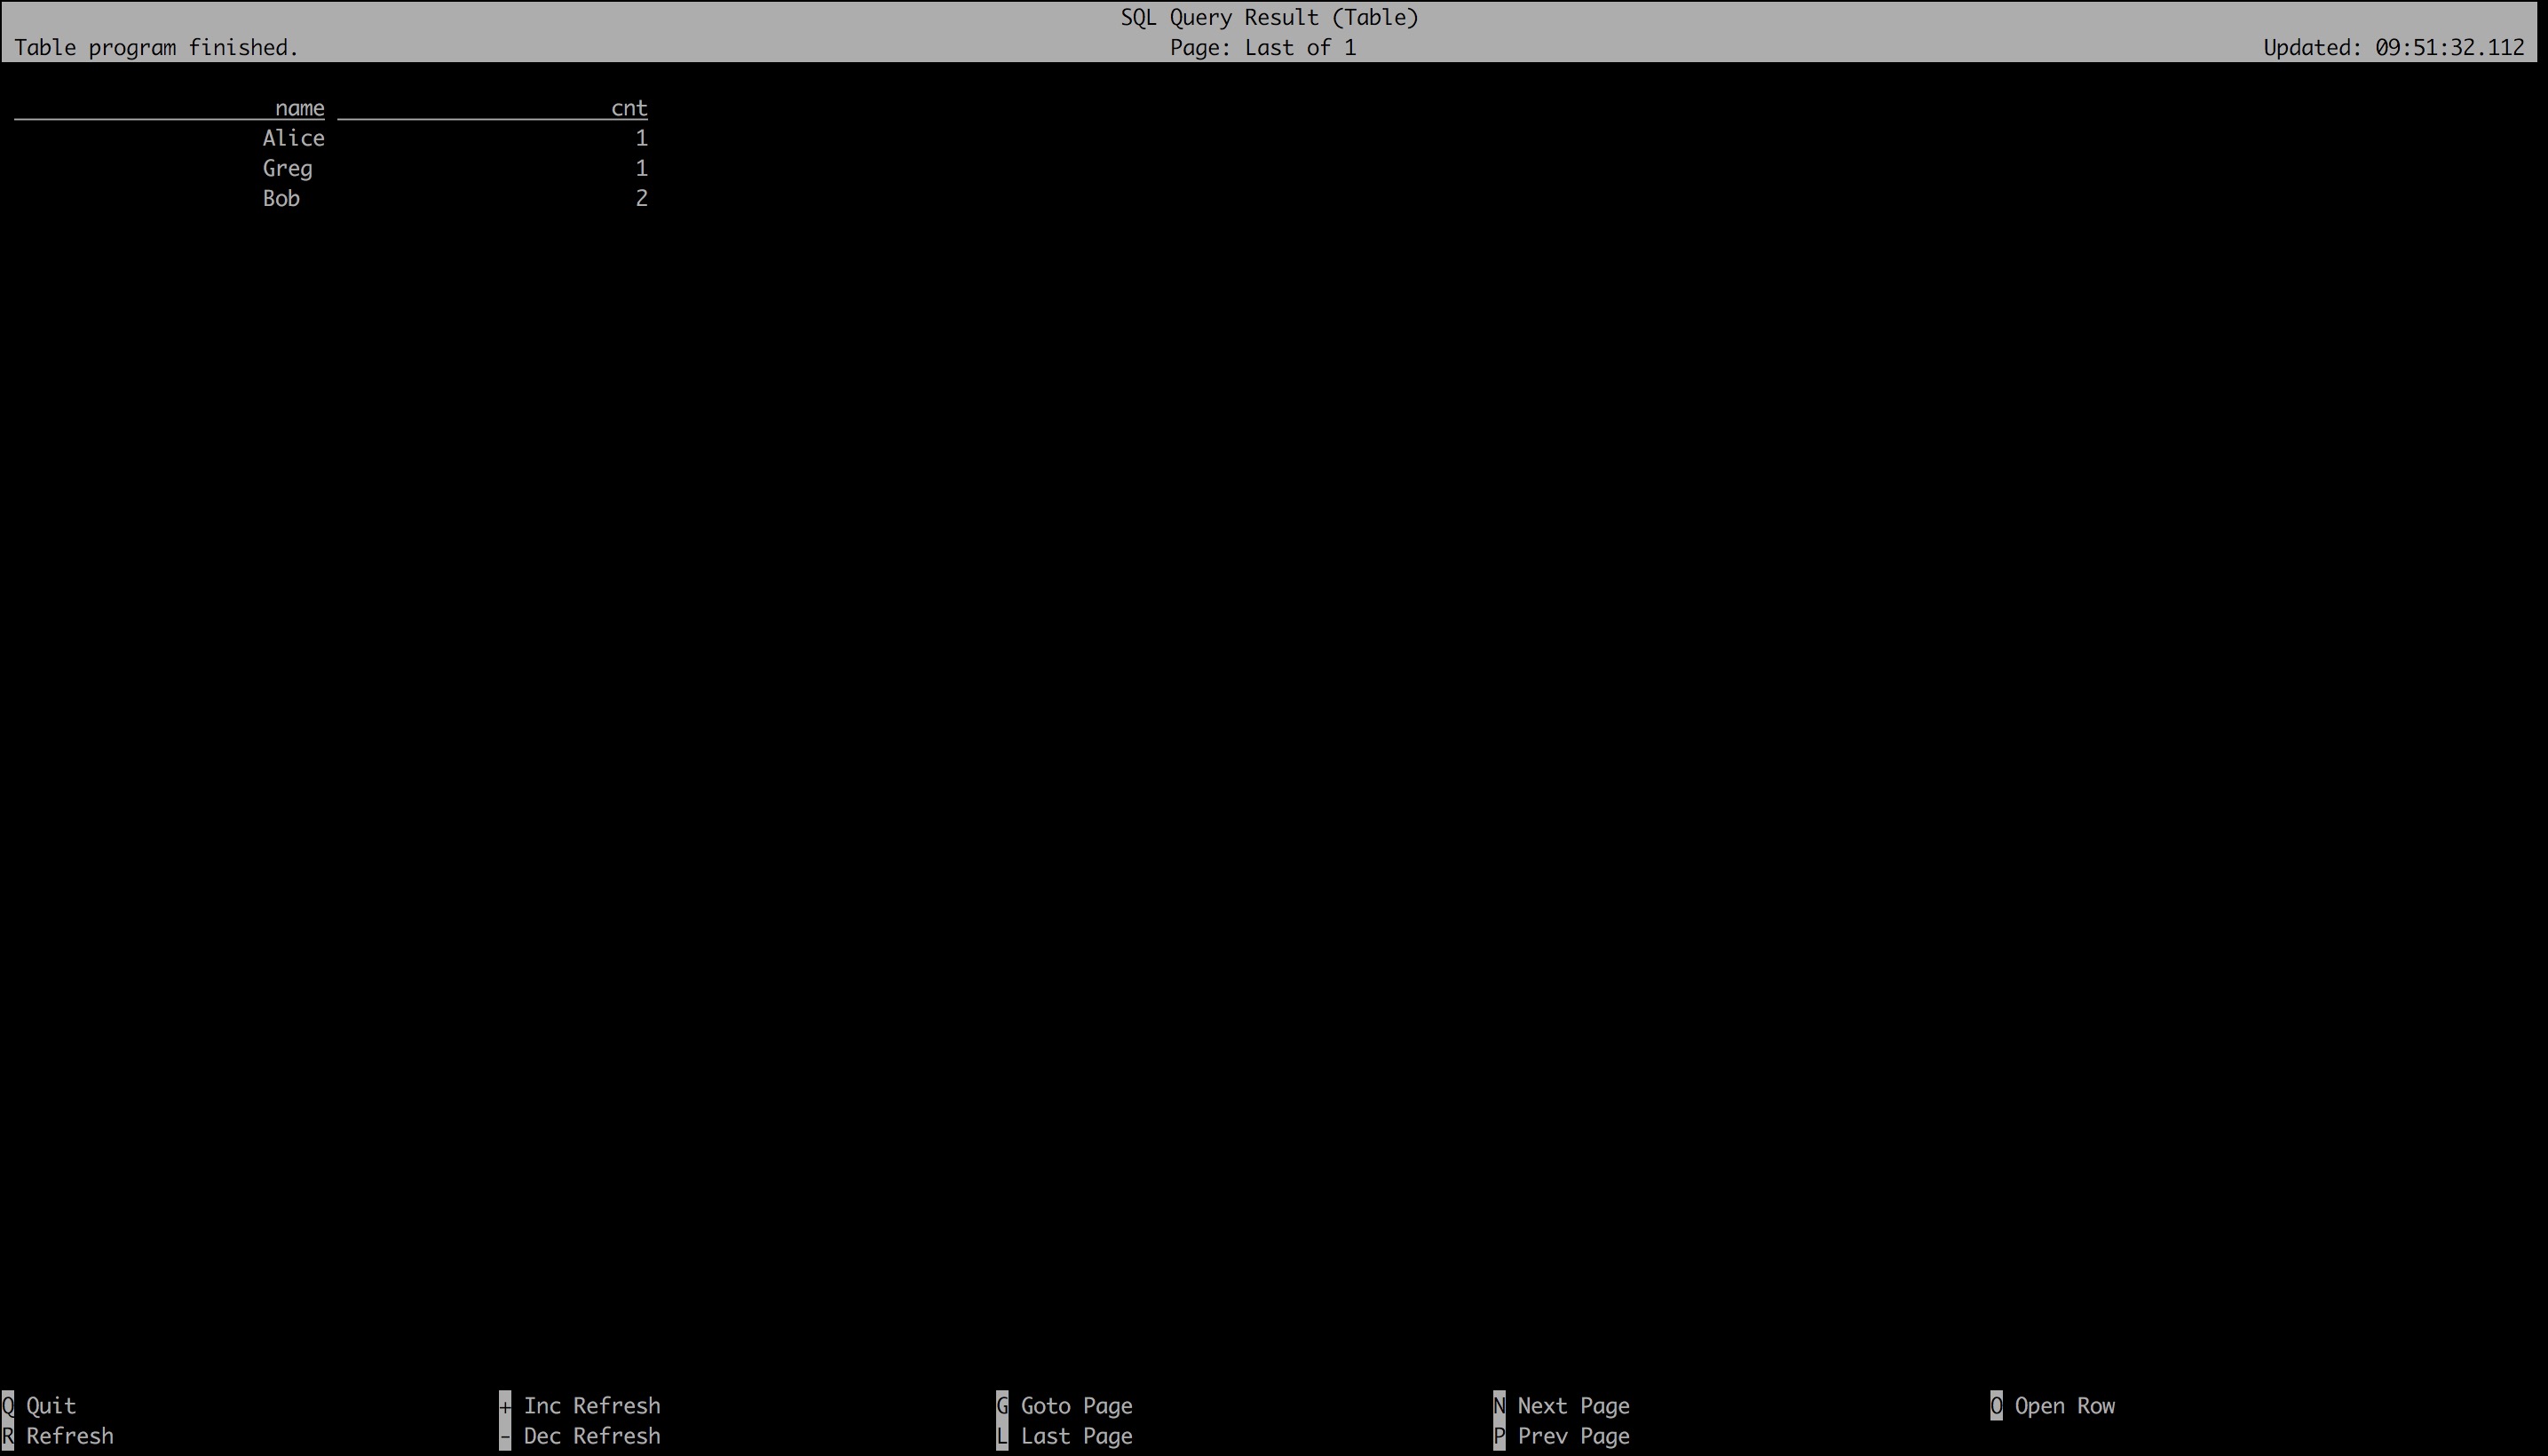 SQL Query Result (Table)
Table program finished. Page: Last of 1 Updated: 09:51:32.112
name cnt
Alice 1
Greg 1
Bob 2
Q Quit + Inc Refresh G Goto Page N Next Page O Open Row
R Refresh - Dec Refresh L Last Page P Prev Page